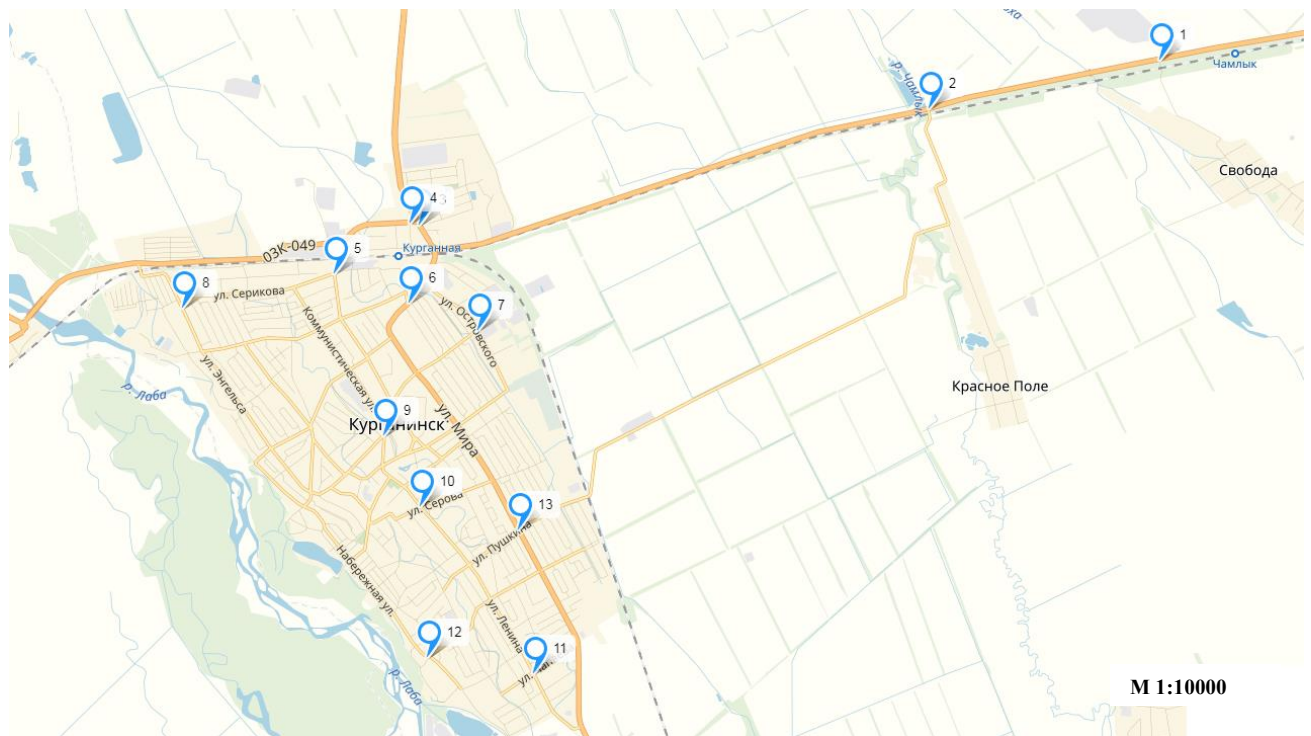 1
Чамлык
р. Чамлык
2
Свобода
4
3
03К-049
5
Курганная
6
8
ул. Серикова
7
ул. Островского
Коммунистическая ул.
ул. Энгельса
р. Лаба
Красное Поле
9
Курганинск
ул. Мира
10
ул. Серова
13
ул. Пушкина
Набережная ул.
ул. Ленина
12
11
ул.
р. Лаба
М 1:10000